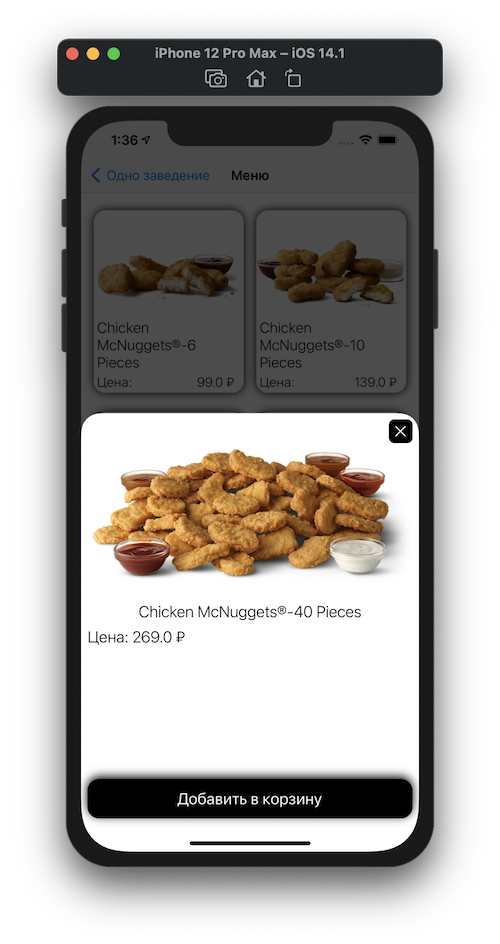 iPhone 12 Pro Max – iOS 14.1
1:36
Одно заведение
Меню
Chicken
McNuggets®-6
Pieces
Цена: 99.0 ₽
Chicken
McNuggets®-10
Pieces
Цена: 139.0 ₽
Chicken McNuggets®-40 Pieces
Цена: 269.0 ₽
Добавить в корзину